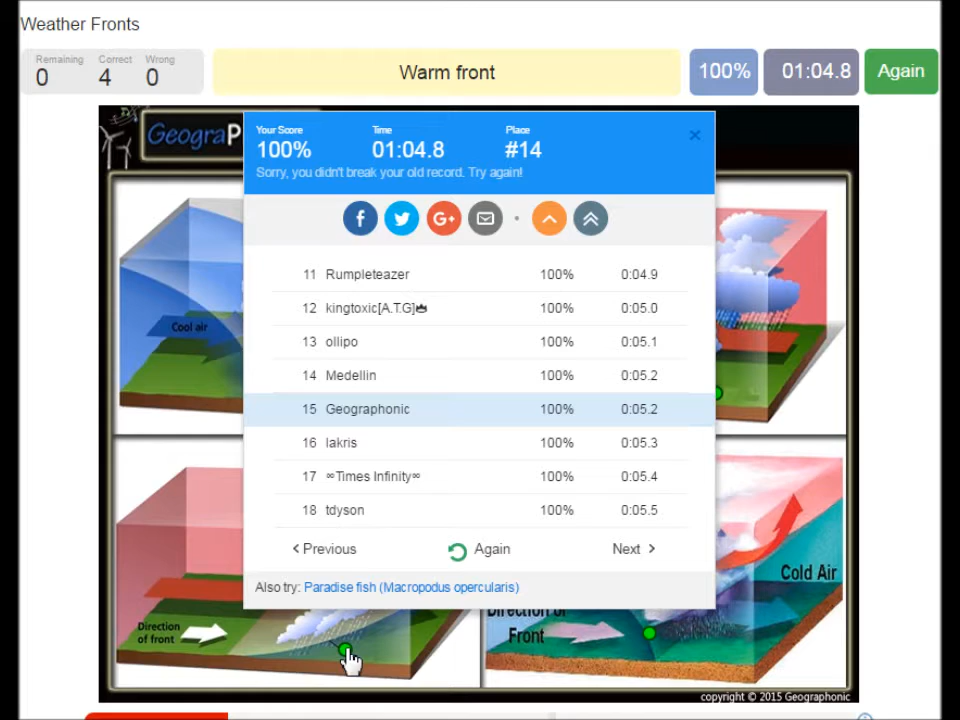 Weather Fronts
Remaining Correct Wrong
0 4 0
Warm front
100%
01:04.8
Again
GeograP
Your Score Time Place
100% 01:04.8 #14
Sorry, you didn't break your old record. Try again!
11 Rumpleteazer 100% 0:04.9
12 kingtoxic[A.T.G] 100% 0:05.0
13 ollipo 100% 0:05.1
14 Medellin 100% 0:05.2
15 Geographonic 100% 0:05.2
16 lakris 100% 0:05.3
17 ∞Times Infinity∞ 100% 0:05.4
18 tdyson 100% 0:05.5
Previous Again Next
Also try: Paradise fish (Macropodus opercularis)
Cool air
Direction
of front
Direction of
Front
Cold Air
copyright © 2015 Geographonic